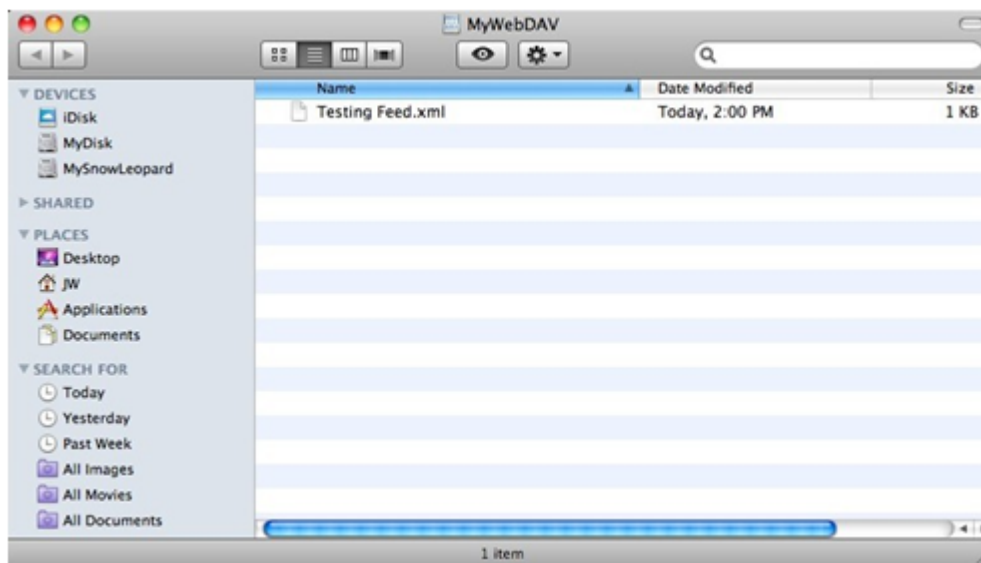 MyWebDAV
DEVICES
iDisk
MyDisk
MySnowLeopard
SHARED
PLACES
Desktop
JW
Applications
Documents
SEARCH FOR
Today
Yesterday
Past Week
All Images
All Movies
All Documents
Name Date Modified Size
Testing Feed.xml Today, 2:00 PM 1 KB
1 item